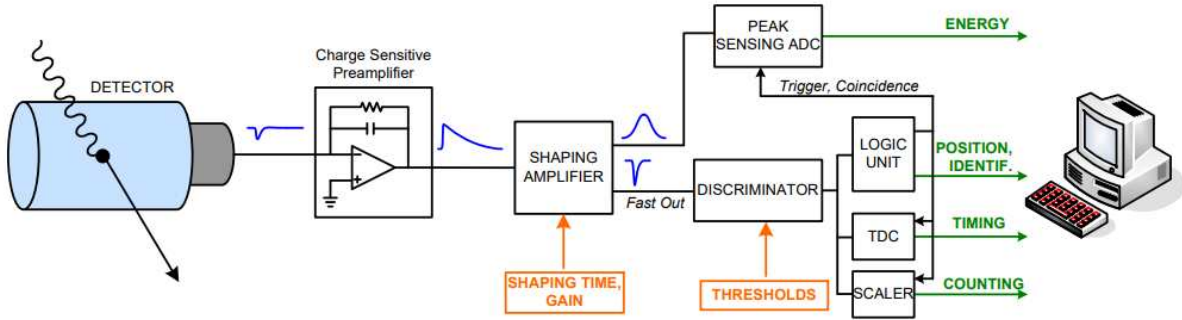 DETECTOR
Charge Sensitive
Preamplifier
SHAPING
AMPLIFIER
Fast Out
SHAPING TIME,
GAIN
PEAK
SENSING ADC
ENERGY
Trigger, Coincidence
DISCRIMINATOR
THRESHOLDS
LOGIC
UNIT
POSITION,
IDENTIF.
TDC
TIMING
SCALER
COUNTING